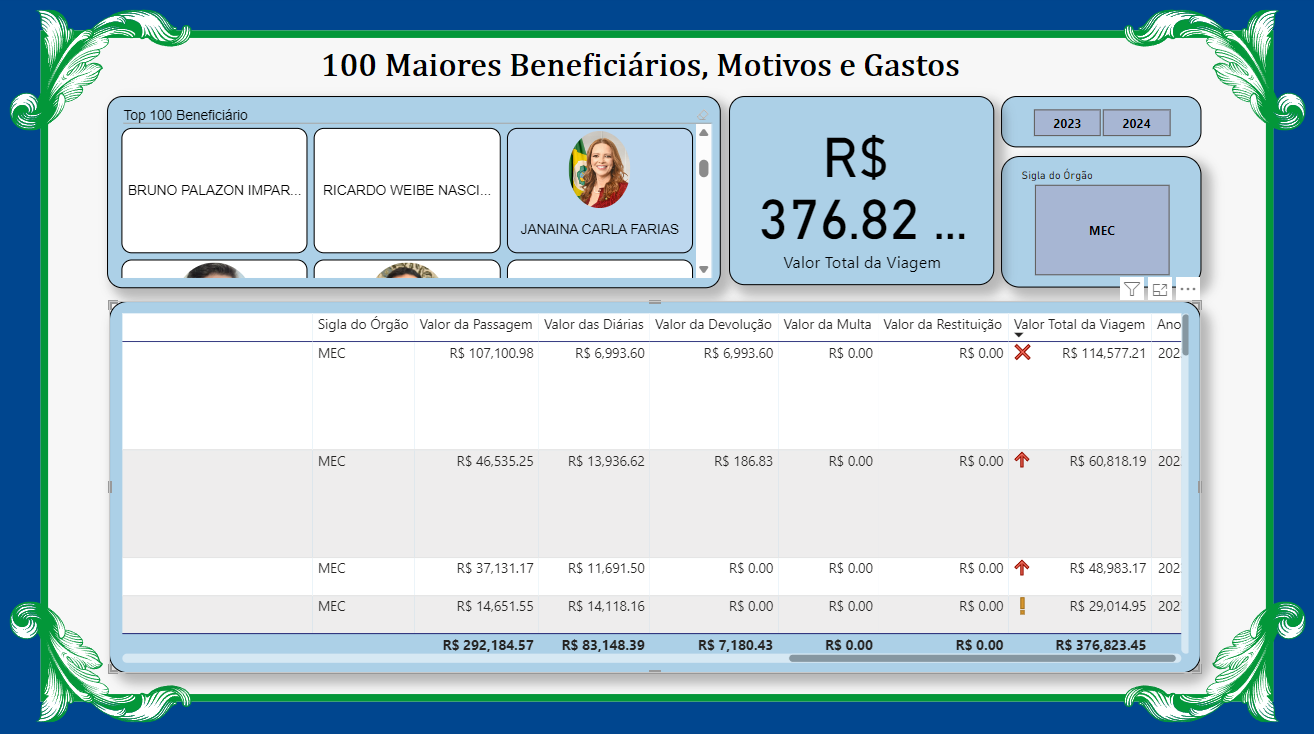 100 Maiores Beneficiários, Motivos e Gastos
Top 100 Beneficiário
BRUNO PALAZON IMPAR...
RICARDO WEIBE NASCI...
JANAINA CARLA FARIAS
R$
376.82 ...
Valor Total da Viagem
2023 2024
Sigla do Órgão
MEC
Sigla do Órgão Valor da Passagem Valor das Diárias Valor da Devolução Valor da Multa Valor da Restituição Valor Total da Viagem Ano
MEC R$ 107,100.98 R$ 6,993.60 R$ 6,993.60 R$ 0.00 R$ 0.00 R$ 114,577.21 202
MEC R$ 46,535.25 R$ 13,936.62 R$ 186.83 R$ 0.00 R$ 0.00 R$ 60,818.19 202
MEC R$ 37,131.17 R$ 11,691.50 R$ 0.00 R$ 0.00 R$ 0.00 R$ 48,983.17 202
MEC R$ 14,651.55 R$ 14,118.16 R$ 0.00 R$ 0.00 R$ 0.00 R$ 29,014.95 202
R$ 292,184.57 R$ 83,148.39 R$ 7,180.43 R$ 0.00 R$ 0.00 R$ 376,823.45